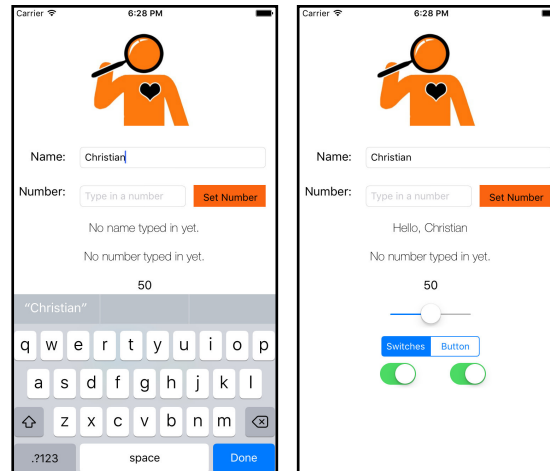 Carrier 6:28 PM
Name: Christian
Number: Type in a number Set Number
No name typed in yet.
No number typed in yet.
50
"Christian"
q w e r t y u i o p
a s d f g h j k l
z x c v b n m
.?123 space Done
Carrier 6:28 PM
Name: Christian
Number: Type in a number Set Number
Hello, Christian
No number typed in yet.
50
Switches Button